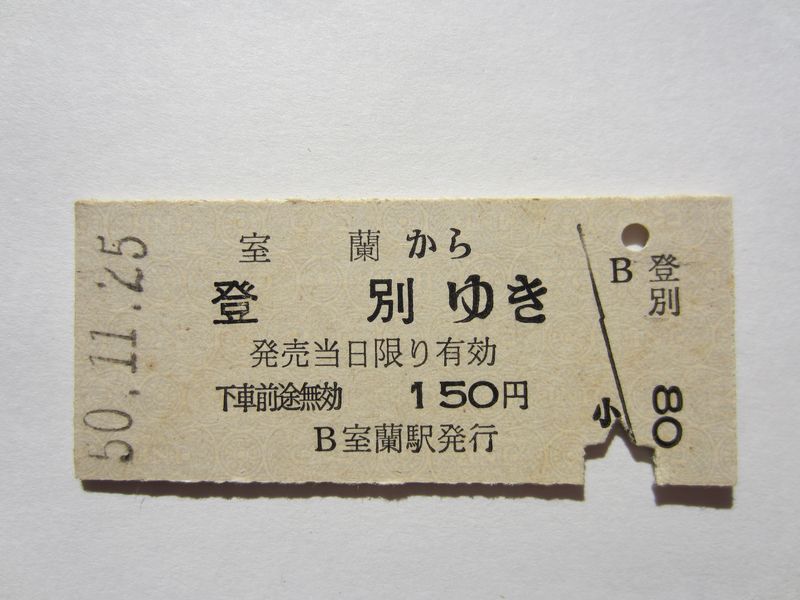 50.11.25
室蘭から
登別ゆき
発売当日限り有効
下車前途無効 150円
B室蘭駅発行
B 登別
小 80